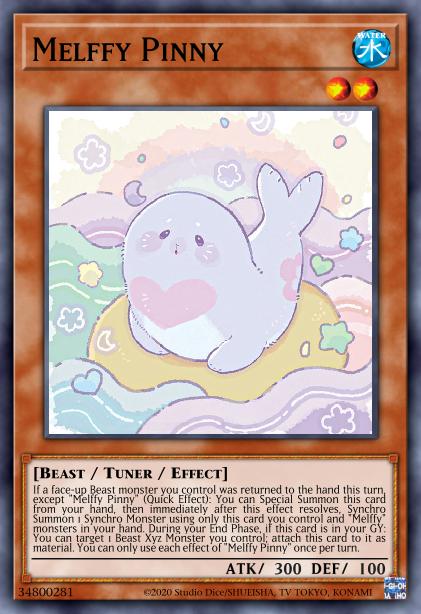 Melffy Pinny
WATER
水
[Beast / Tuner / Effect]
If a face-up Beast monster you control was returned to the hand this turn,
except "Melffy Pinny" (Quick Effect): You can Special Summon this card
from your hand, then immediately after this effect resolves, Synchro
Summon 1 Synchro Monster using only this card you control and "Melffy"
monsters in your hand. During your End Phase, if this card is in your GY:
You can target 1 Beast Xyz Monster you control; attach this card to it as
material. You can only use each effect of "Melffy Pinny" once per turn.
ATK/ 300 DEF/ 100
34800281 ©2020 Studio Dice/SHUEISHA, TV TOKYO, KONAMI